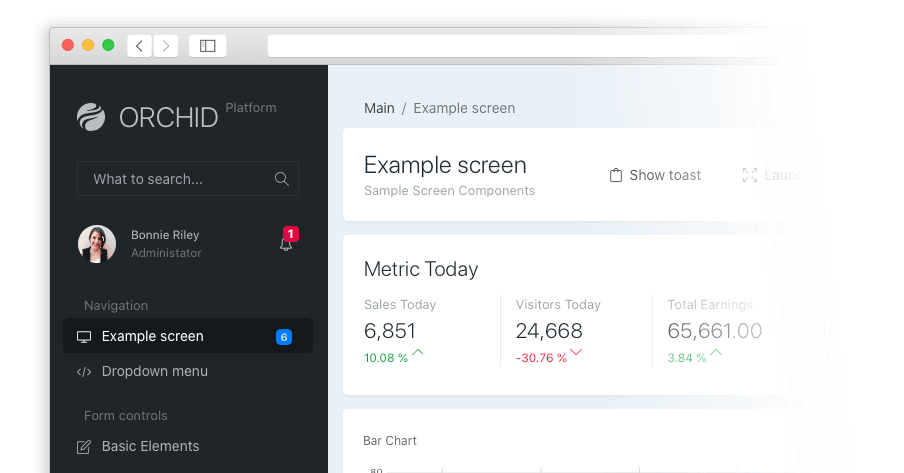 ORCHID Platform
What to search...
Bonnie Riley
1
Administator
Navigation
Example screen 6
Dropdown menu
Form controls
Basic Elements
Main / Example screen
Example screen
Sample Screen Components
Show toast
Launch
Metric Today
Sales Today
6,851
10.08 %
Visitors Today
24,668
-30.76 %
Total Earnings
65,661.00
3.84 %
Bar Chart
80